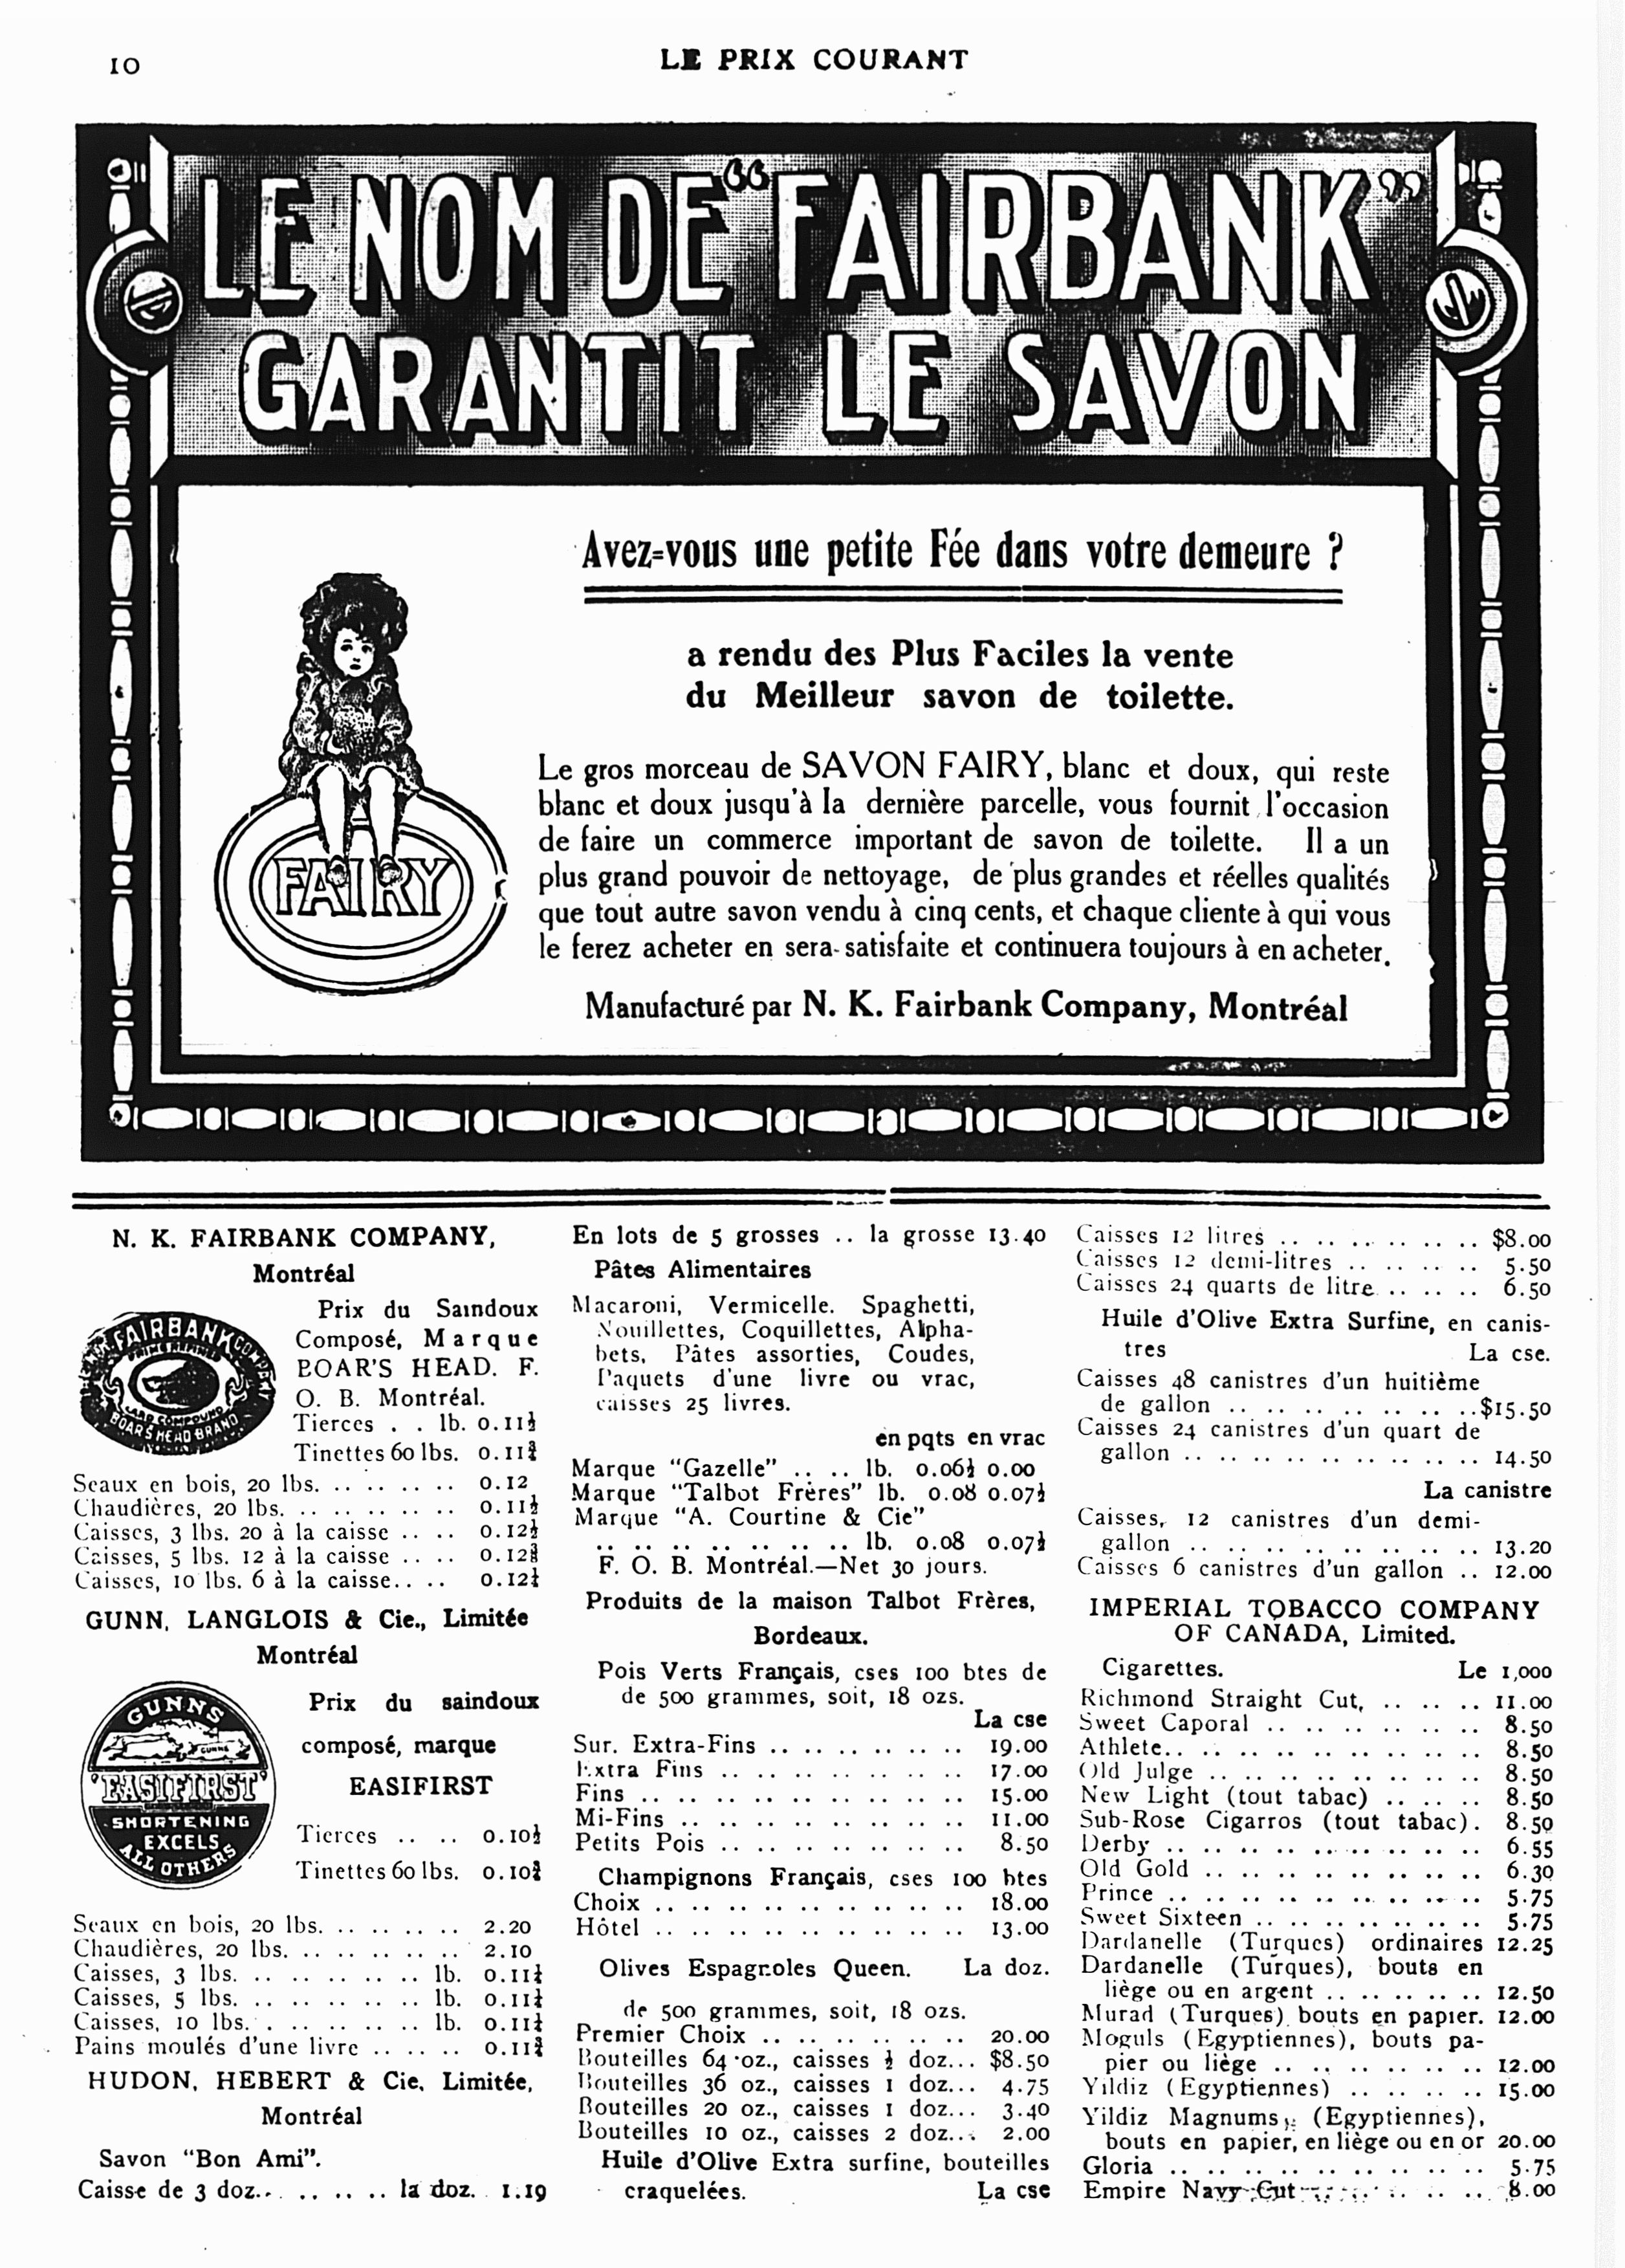 10
LE PRIX COURANT
LE NOM DE "FAIRBANK"
GARANTIT LE SAVON
Avez-vous une petite Fée dans votre demeure ?
a rendu des Plus Faciles la vente
du Meilleur savon de toilette.
FAIRY
Le gros morceau de SAVON FAIRY, blanc et doux, qui reste
blanc et doux jusqu'à la dernière parcelle, vous fournit l'occasion
de faire un commerce important de savon de toilette. Il a un
plus grand pouvoir de nettoyage, de plus grandes et réelles qualités
que tout autre savon vendu à cinq cents, et chaque cliente à qui vous
le ferez acheter en sera satisfaite et continuera toujours à en acheter.
Manufacturé par N. K. Fairbank Company, Montréal
N. K. FAIRBANK COMPANY,
Montréal
LARD COMPOUND
BOAR'S HEAD BRAND
Prix du Saindoux
Composé, Marque
BOAR'S HEAD. F.
O. B. Montréal.
Tierces . . lb. 0.11½
Tinettes 60 lbs. 0.11¾
Seaux en bois, 20 lbs. .. .. .. .. 0.12
Chaudières, 20 lbs. .. .. .. .. .. 0.11½
Caisses, 3 lbs. 20 à la caisse .. .. 0.12½
Caisses, 5 lbs. 12 à la caisse .. .. 0.12⅜
Caisses, 10 lbs. 6 à la caisse.. .. 0.12¼
GUNN, LANGLOIS & Cie., Limitée
Montréal
GUNNS
"EASIFIRST"
SHORTENING
EXCELS
ALL OTHERS
Prix du saindoux
composé, marque
EASIFIRST
Tierces .. .. 0.10½
Tinettes 60 lbs. 0.10¾
Seaux en bois, 20 lbs. .. .. .. .. 2.20
Chaudières, 20 lbs. .. .. .. .. .. 2.10
Caisses, 3 lbs. .. .. .. .. .. lb. 0.11¼
Caisses, 5 lbs. .. .. .. .. .. lb. 0.11¼
Caisses, 10 lbs. . .. .. .. .. lb. 0.11¼
Pains moulés d'une livre .. .. .. 0.11¾
HUDON, HEBERT & Cie, Limitée,
Montréal
Savon "Bon Ami".
Caisse de 3 doz... .. .. .. la doz. 1.19
En lots de 5 grosses .. la grosse 13.40
Pâtes Alimentaires
Macaroni, Vermicelle. Spaghetti,
Nouillettes, Coquillettes, Alpha-
bets, Pâtes assorties, Coudes,
Paquets d'une livre ou vrac,
caisses 25 livres.
en pqts en vrac
Marque "Gazelle" .. .. lb. 0.06½ 0.00
Marque "Talbot Frères" lb. 0.08 0.07½
Marque "A. Courtine & Cie"
.. .. .. .. .. .. .. .. lb. 0.08 0.07½
F. O. B. Montréal.—Net 30 jours.
Produits de la maison Talbot Frères,
Bordeaux.
Pois Verts Français, cses 100 btes de
de 500 grammes, soit, 18 ozs.
La cse
Sur. Extra-Fins .. .. .. .. .. .. 19.00
Extra Fins .. .. .. .. .. .. .. .. 17.00
Fins .. .. .. .. .. .. .. .. .. .. 15.00
Mi-Fins .. .. .. .. .. .. .. .. .. 11.00
Petits Pois .. .. .. .. .. .. .. .. 8.50
Champignons Français, cses 100 btes
Choix .. .. .. .. .. .. .. .. .. .. 18.00
Hôtel .. .. .. .. .. .. .. .. .. .. 13.00
Olives Espagnoles Queen. La doz.
de 500 grammes, soit, 18 ozs.
Premier Choix .. .. .. .. .. .. 20.00
Bouteilles 64 oz., caisses ½ doz... $8.50
Bouteilles 36 oz., caisses 1 doz... 4.75
Bouteilles 20 oz., caisses 1 doz... 3.40
Bouteilles 10 oz., caisses 2 doz... 2.00
Huile d'Olive Extra surfine, bouteilles
craquelées. La cse
Caisses 12 litres .. .. .. .. .. .. $8.00
Caisses 12 demi-litres .. .. .. .. 5.50
Caisses 24 quarts de litre .. .. .. 6.50
Huile d'Olive Extra Surfine, en canis-
tres La cse.
Caisses 48 canistres d'un huitième
de gallon .. .. .. .. .. .. .. ..$15.50
Caisses 24 canistres d'un quart de
gallon .. .. .. .. .. .. .. .. .. 14.50
La canistre
Caisses, 12 canistres d'un demi-
gallon .. .. .. .. .. .. .. .. .. 13.20
Caisses 6 canistres d'un gallon .. 12.00
IMPERIAL TOBACCO COMPANY
OF CANADA, Limited.
Cigarettes. Le 1,000
Richmond Straight Cut, .. .. .. 11.00
Sweet Caporal .. .. .. .. .. .. .. 8.50
Athlete.. .. .. .. .. .. .. .. .. .. 8.50
Old Julge .. .. .. .. .. .. .. .. .. 8.50
New Light (tout tabac) .. .. .. 8.50
Sub-Rose Cigarros (tout tabac). 8.50
Derby .. .. .. .. .. .. .. .. .. .. 6.55
Old Gold .. .. .. .. .. .. .. .. .. 6.30
Prince .. .. .. .. .. .. .. .. .. .. 5.75
Sweet Sixteen .. .. .. .. .. .. .. 5.75
Dardanelle (Turques) ordinaires 12.25
Dardanelle (Turques), bouts en
liège ou en argent .. .. .. .. .. 12.50
Murad (Turques) bouts en papier. 12.00
Moguls (Egyptiennes), bouts pa-
pier ou liège .. .. .. .. .. .. .. 12.00
Yildiz (Egyptiennes) .. .. .. .. 15.00
Yildiz Magnums, (Egyptiennes),
bouts en papier, en liège ou en or 20.00
Gloria .. .. .. .. .. .. .. .. .. .. 5.75
Empire Navy Cut .. .. .. .. .. .. 8.00